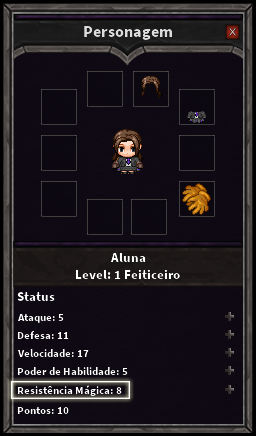 Personagem
X
Aluna
Level: 1 Feiticeiro
Status
Ataque: 5
Defesa: 11
Velocidade: 17
Poder de Habilidade: 5
Resistência Mágica: 8
Pontos: 10